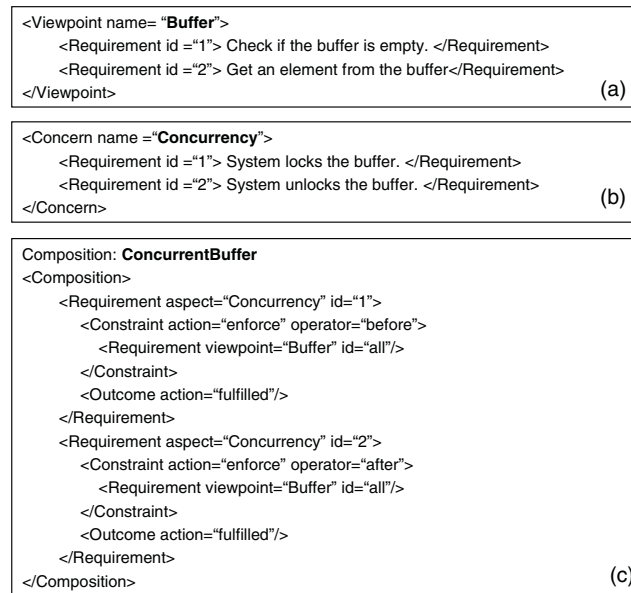 <Viewpoint name= “Buffer”>
<Requirement id =“1”> Check if the buffer is empty. </Requirement>
<Requirement id =“2”> Get an element from the buffer</Requirement>
</Viewpoint>
(a)
<Concern name =“Concurrency”>
<Requirement id =“1”> System locks the buffer. </Requirement>
<Requirement id =“2”> System unlocks the buffer. </Requirement>
</Concern>
(b)
Composition: ConcurrentBuffer
<Composition>
<Requirement aspect=“Concurrency” id=“1”>
<Constraint action=“enforce” operator=“before”>
<Requirement viewpoint=“Buffer” id=“all”/>
</Constraint>
<Outcome action=“fulfilled”/>
</Requirement>
<Requirement aspect=“Concurrency” id=“2”>
<Constraint action=“enforce” operator=“after”>
<Requirement viewpoint=“Buffer” id=“all”/>
</Constraint>
<Outcome action=“fulfilled”/>
</Requirement>
</Composition>
(c)